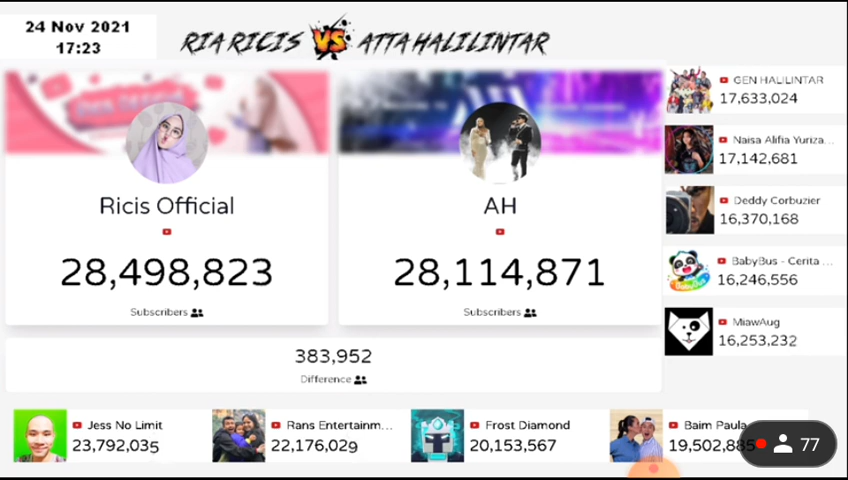 24 Nov 2021
17:23
RIA RICIS VS ATTA HALILINTAR
Ricis Official
28,498,823
Subscribers
AH
28,114,871
Subscribers
383,952
Difference
GEN HALILINTAR
17,633,024
Naisa Alifia Yuriza...
17,142,681
Deddy Corbuzier
16,370,168
BabyBus - Cerita ...
16,246,556
MiawAug
16,253,232
Jess No Limit
23,792,035
Rans Entertainm...
22,176,029
Frost Diamond
20,153,567
Baim Paula
19,502,885
77